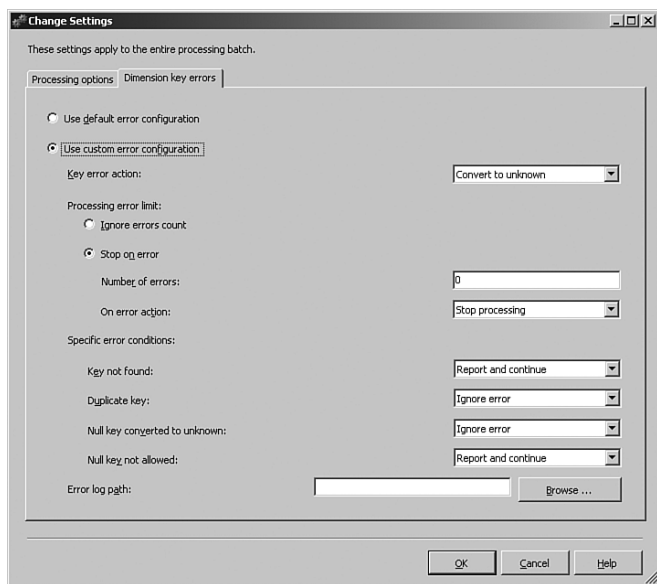 Change Settings
These settings apply to the entire processing batch.
Processing options Dimension key errors
Use default error configuration
Use custom error configuration
Key error action: Convert to unknown
Processing error limit:
Ignore errors count
Stop on error
Number of errors: 0
On error action: Stop processing
Specific error conditions:
Key not found: Report and continue
Duplicate key: Ignore error
Null key converted to unknown: Ignore error
Null key not allowed: Report and continue
Error log path: Browse ...
OK Cancel Help